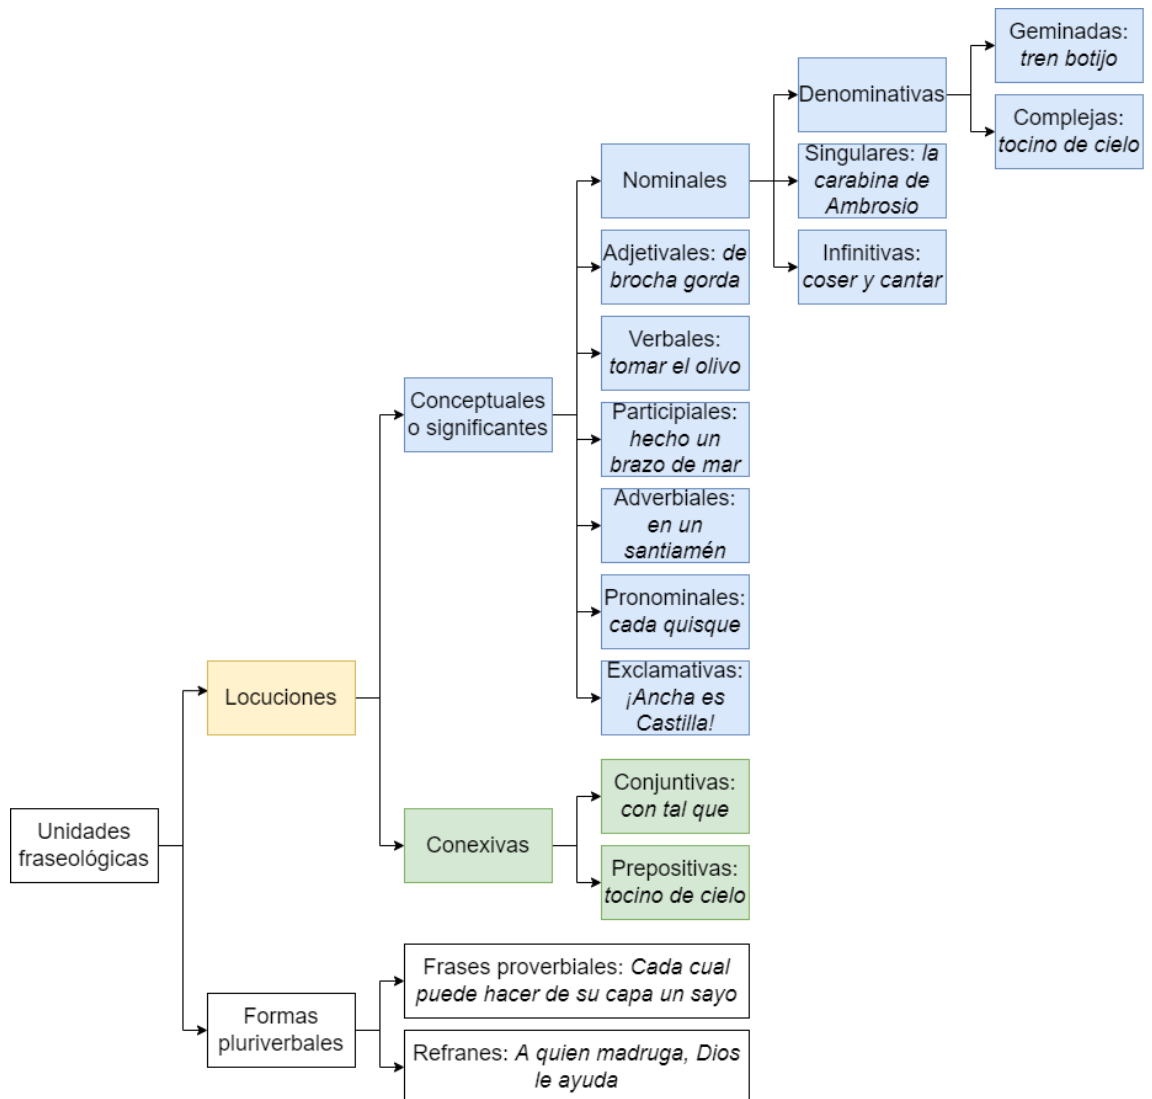 Geminadas:
tren botijo
Denominativas
Complejas:
tocino de cielo
Nominales
Singulares: la
carabina de
Ambrosio
Adjetivales: de
brocha gorda
Infinitivas:
coser y cantar
Verbales:
tomar el olivo
Conceptuales
o significantes
Participiales:
hecho un
brazo de mar
Adverbiales:
en un
santiamén
Pronominales:
cada quisque
Locuciones
Exclamativas:
¡Ancha es
Castilla!
Conjuntivas:
con tal que
Unidades
fraseológicas
Conexivas
Prepositivas:
tocino de cielo
Frases proverbiales: Cada cual
puede hacer de su capa un sayo
Formas
pluriverbales
Refranes: A quien madruga, Dios
le ayuda